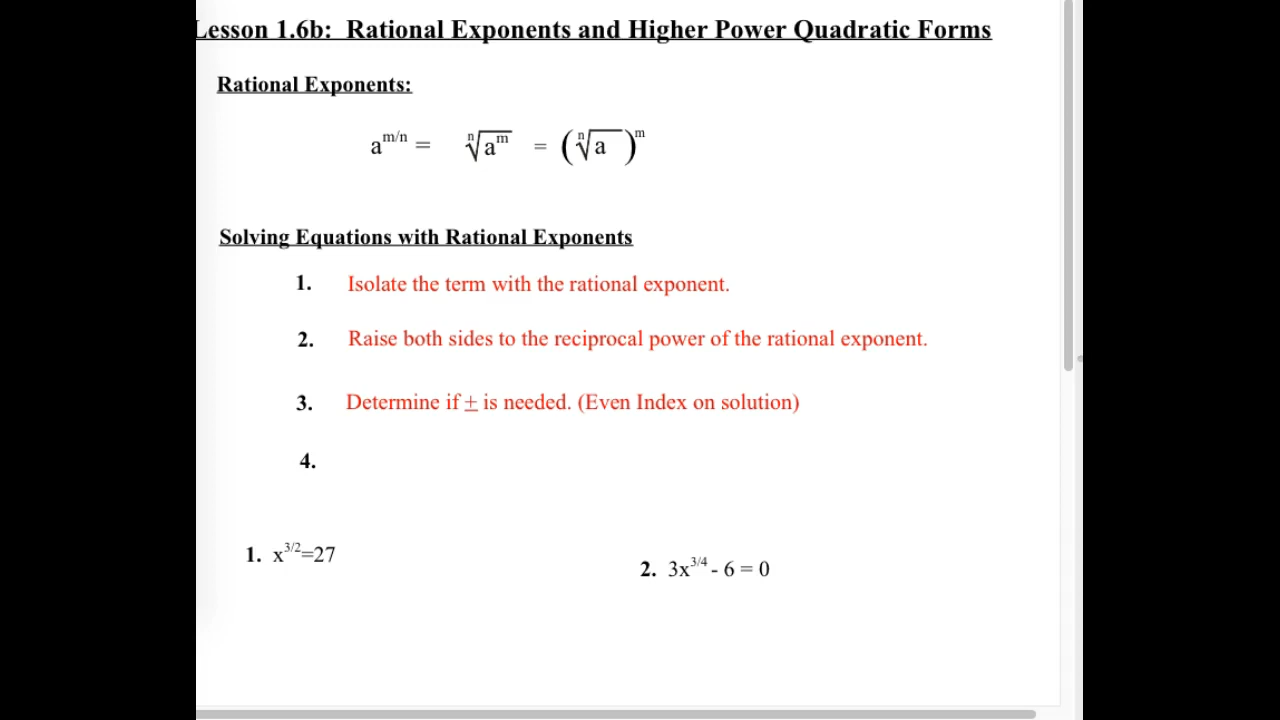 Lesson 1.6b: Rational Exponents and Higher Power Quadratic Forms
Rational Exponents:
a^(m/n) = ⁿ√(a^m) = (ⁿ√a)^m
Solving Equations with Rational Exponents
1. Isolate the term with the rational exponent.
2. Raise both sides to the reciprocal power of the rational exponent.
3. Determine if ± is needed. (Even Index on solution)
4.
1. x^(3/2)=27
2. 3x^(3/4) - 6 = 0